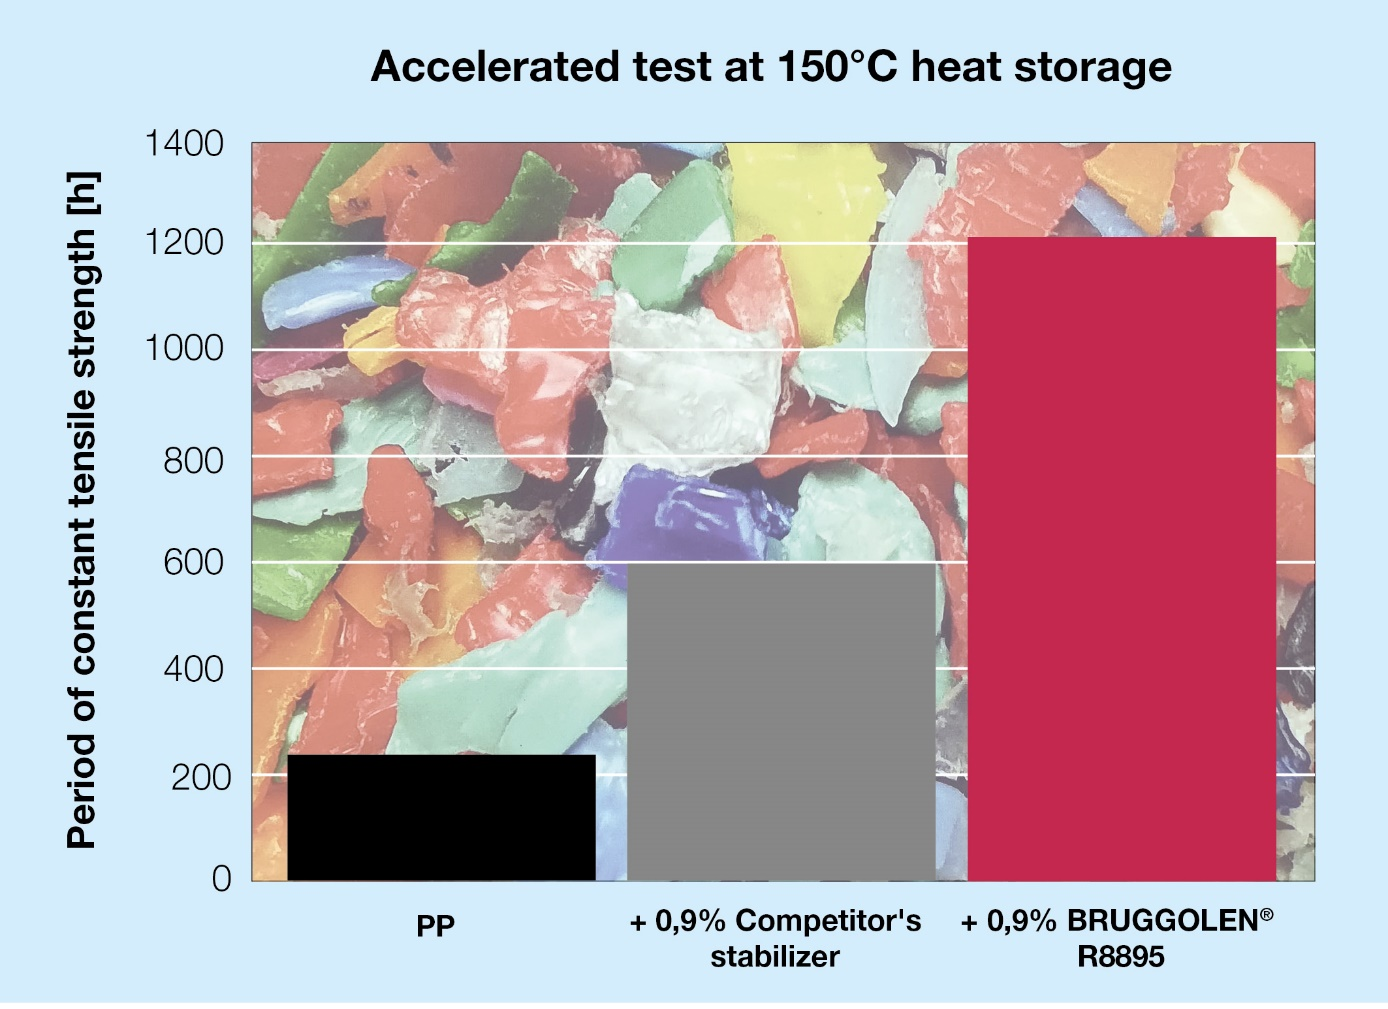 Accelerated test at 150°C heat storage
Period of constant tensile strength [h]
1400
1200
1000
800
600
400
200
0
PP
+ 0,9% Competitor's
stabilizer
+ 0,9% BRUGGOLEN®
R8895